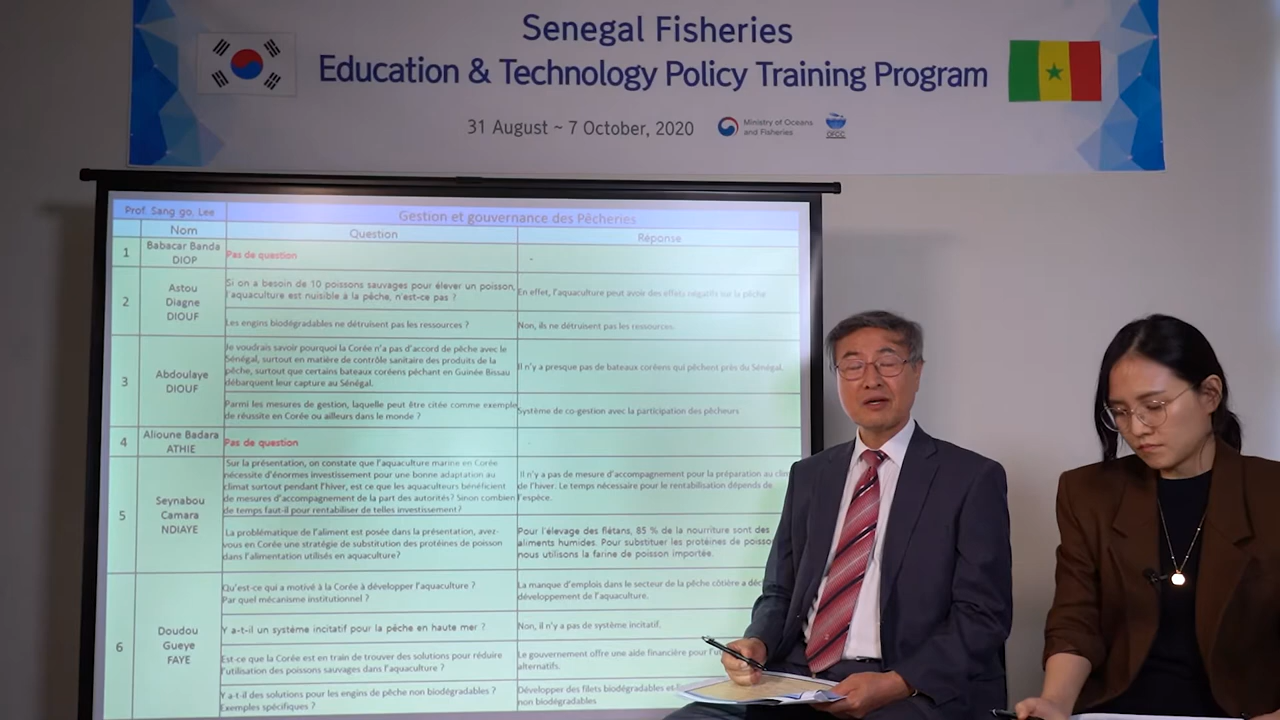 Senegal Fisheries
Education & Technology Policy Training Program
31 August ~ 7 October, 2020
Ministry of Oceans
and Fisheries
OFCC
Prof. Sang go, Lee
Gestion et gouvernance des Pêcheries
Nom
Question
Réponse
1
Babacar Banda
DIOP
Pas de question
-
2
Astou
Diagne
DIOUF
Si on a besoin de 10 poissons sauvages pour élever un poisson,
l'aquaculture est nuisible à la pêche, n'est-ce pas ?
En effet, l'aquaculture peut avoir des effets négatifs sur la pêche
Les engins biodégradables ne détruisent pas les ressources ?
Non, ils ne détruisent pas les ressources.
3
Abdoulaye
DIOUF
Je voudrais savoir pourquoi la Corée n'a pas d'accord de pêche avec le
Sénégal, surtout en matière de contrôle sanitaire des produits de la
pêche, surtout que certains bateaux coréens pêchant en Guinée Bissau
débarquent leur capture au Sénégal.
Il n'y a presque pas de bateaux coréens qui pêchent près du Sénégal.
Parmi les mesures de gestion, laquelle peut être citée comme exemple
de réussite en Corée ou ailleurs dans le monde ?
Système de co-gestion avec la participation des pêcheurs
4
Alioune Badara
ATHIE
Pas de question
-
5
Seynabou
Camara
NDIAYE
Sur la présentation, on constate que l'aquaculture marine en Corée
nécessite d'énormes investissement pour une bonne adaptation au
climat surtout pendant l'hiver, est ce que les aquaculteurs bénéficient
de mesures d'accompagnement de la part des autorités? Sinon combien
de temps faut-il pour rentabiliser de telles investissement?
Il n'y a pas de mesure d'accompagnement pour la préparation au
de l'hiver. Le temps nécessaire pour le rentabilisation dépends de
l'espèce.
La problématique de l'aliment est posée dans la présentation, avez-
vous en Corée une stratégie de substitution des protéines de poisson
dans l'alimentation utilisés en aquaculture?
Pour l'élevage des flétans, 85 % de la nourriture sont des
aliments humides. Pour substituer les protéines de
nous utilisons la farine de poisson importée.
6
Doudou
Gueye
FAYE
Qu'est-ce qui a motivé à la Corée à développer l'aquaculture ?
Par quel mécanisme institutionnel ?
La manque d'emplois dans le secteur de la pêche côtière a
développement de l'aquaculture.
Y a-t-il un système incitatif pour la pêche en haute mer ?
Non, il n'y a pas de système incitatif.
Est-ce que la Corée est en train de trouver des solutions pour réduire
l'utilisation des poissons sauvages dans l'aquaculture ?
Le gouvernement offre une aide financière pour
alternatifs.
Y a-t-il des solutions pour les engins de pêche non biodégradables ?
Exemples spécifiques ?
Développer des filets biodégradables et
non biodégradables